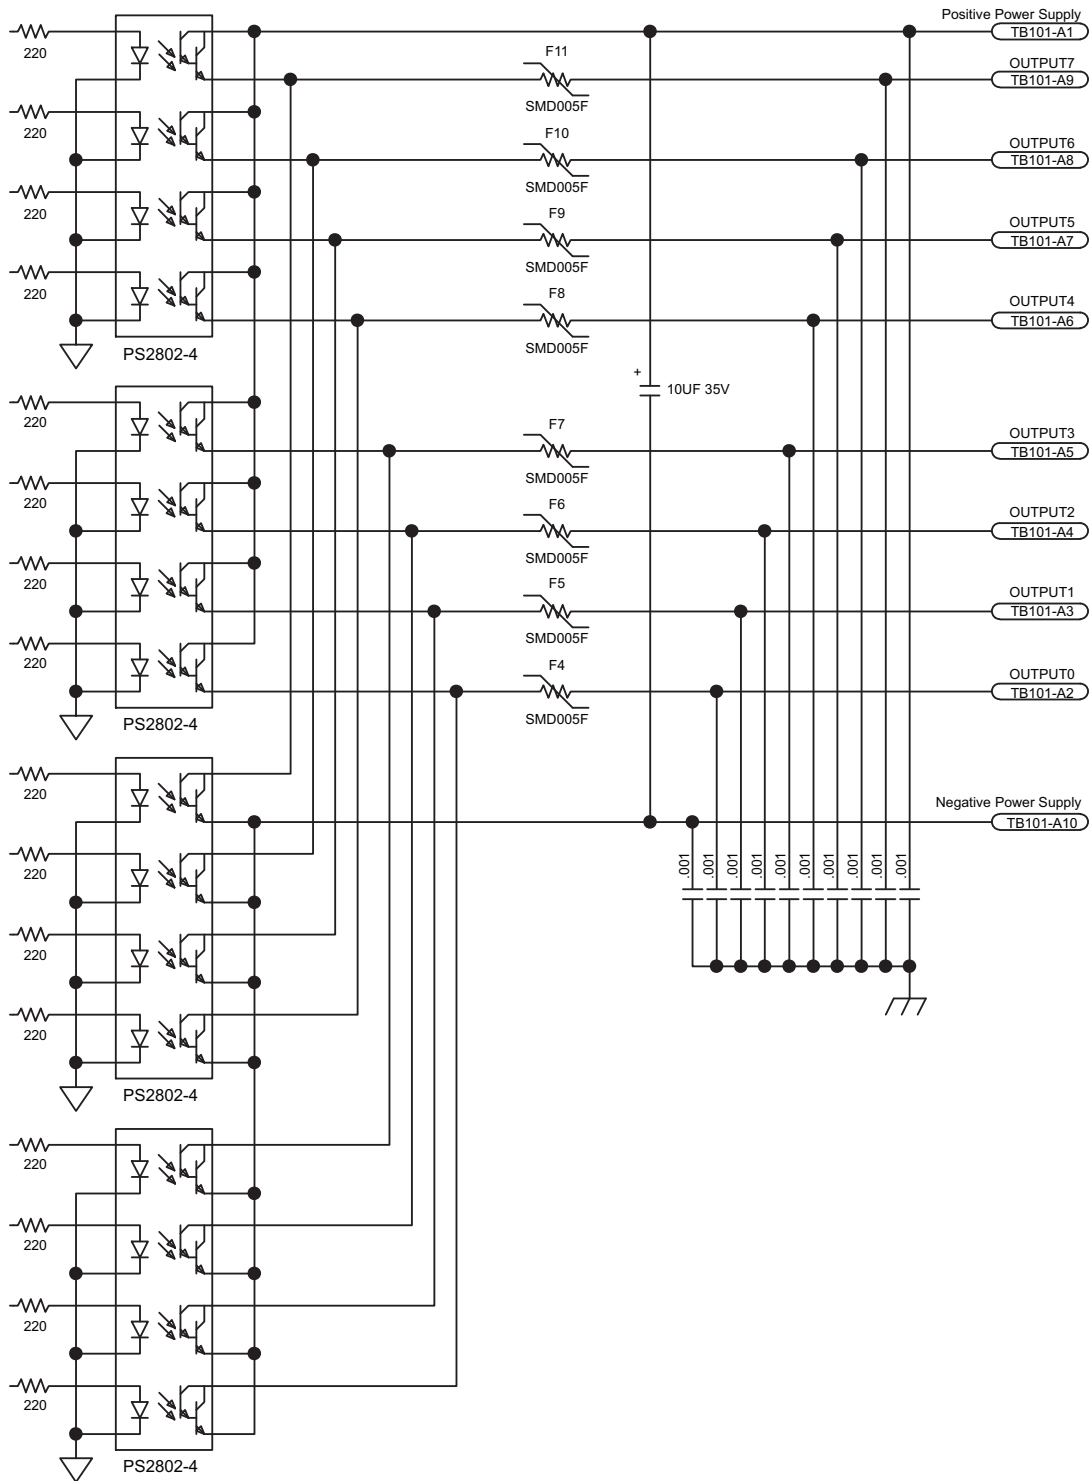 Positive Power Supply
TB101-A1
220
F11
SMD005F
OUTPUT7
TB101-A9
220
F10
SMD005F
OUTPUT6
TB101-A8
220
F9
SMD005F
OUTPUT5
TB101-A7
220
F8
SMD005F
OUTPUT4
TB101-A6
PS2802-4
+
10UF 35V
220
F7
SMD005F
OUTPUT3
TB101-A5
220
F6
SMD005F
OUTPUT2
TB101-A4
220
F5
SMD005F
OUTPUT1
TB101-A3
220
F4
SMD005F
OUTPUT0
TB101-A2
PS2802-4
220
Negative Power Supply
TB101-A10
220
.001
.001
.001
.001
.001
.001
.001
.001
.001
.001
220
220
PS2802-4
220
220
220
220
PS2802-4